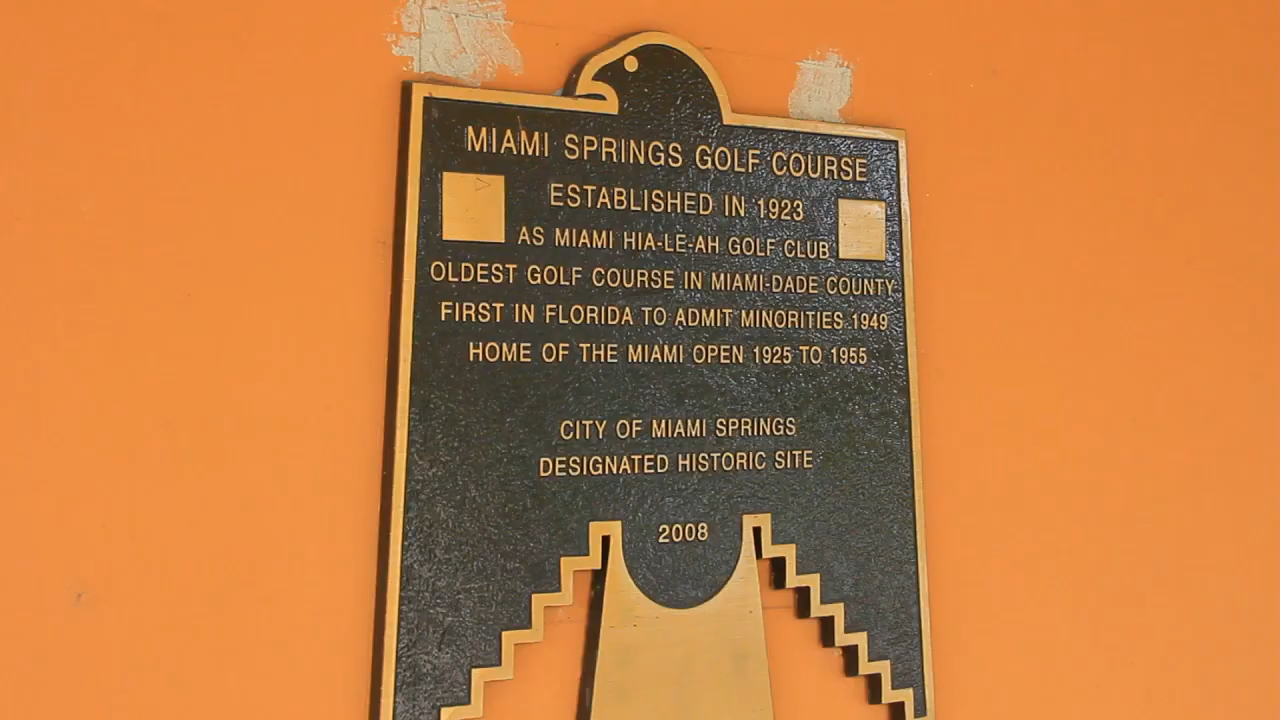 MIAMI SPRINGS GOLF COURSE
ESTABLISHED IN 1923
AS MIAMI HIA-LE-AH GOLF CLUB
OLDEST GOLF COURSE IN MIAMI-DADE COUNTY
FIRST IN FLORIDA TO ADMIT MINORITIES 1949
HOME OF THE MIAMI OPEN 1925 TO 1955
CITY OF MIAMI SPRINGS
DESIGNATED HISTORIC SITE
2008